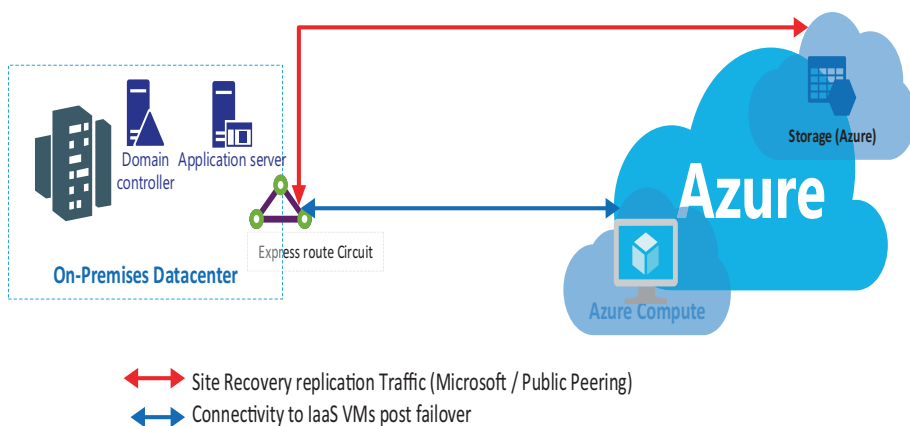 Storage (Azure)
Domain
controller
Application server
Azure
Express route Circuit
On-Premises Datacenter
Azure Compute
Site Recovery replication Traffic (Microsoft / Public Peering)
Connectivity to IaaS VMs post failover